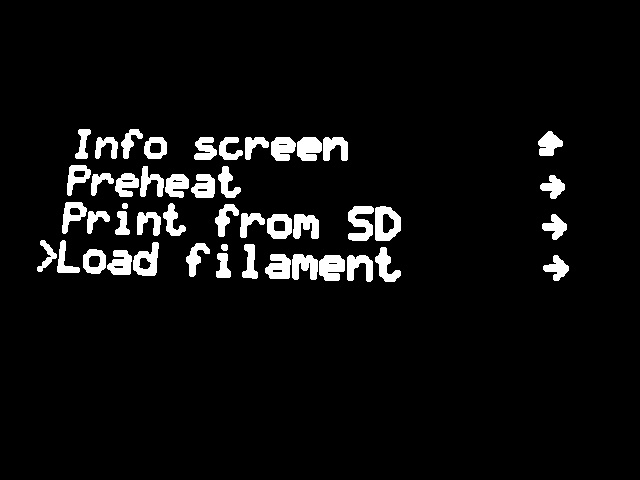 Info screen
Preheat →
Print from SD →
>Load filament →